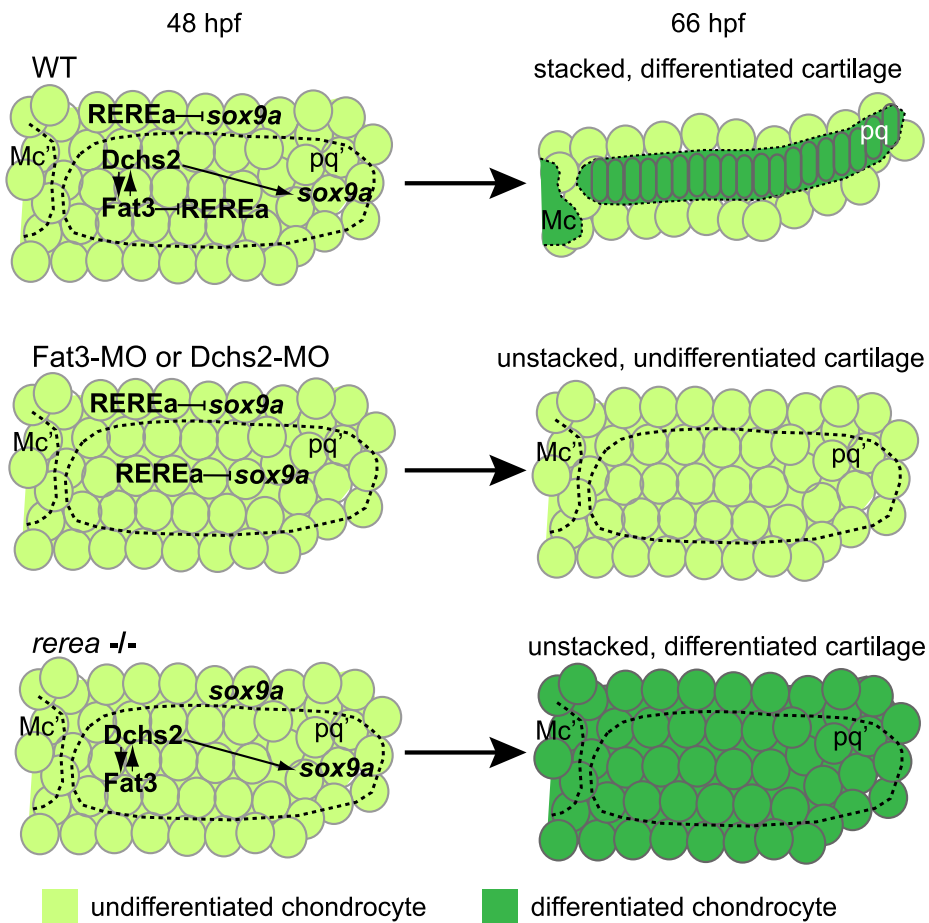 48 hpf
66 hpf
WT
stacked, differentiated cartilage
REREa sox9a
Mc'
Dchs2
pq'
sox9a
Fat3 REREa
pq
Mc
Fat3-MO or Dchs2-MO
unstacked, undifferentiated cartilage
REREa sox9a
Mc'
pq'
REREa sox9a
Mc'
pq'
rerea -/-
unstacked, differentiated cartilage
sox9a
Mc'
Dchs2
pq'
sox9a
Fat3
Mc'
pq'
undifferentiated chondrocyte
differentiated chondrocyte